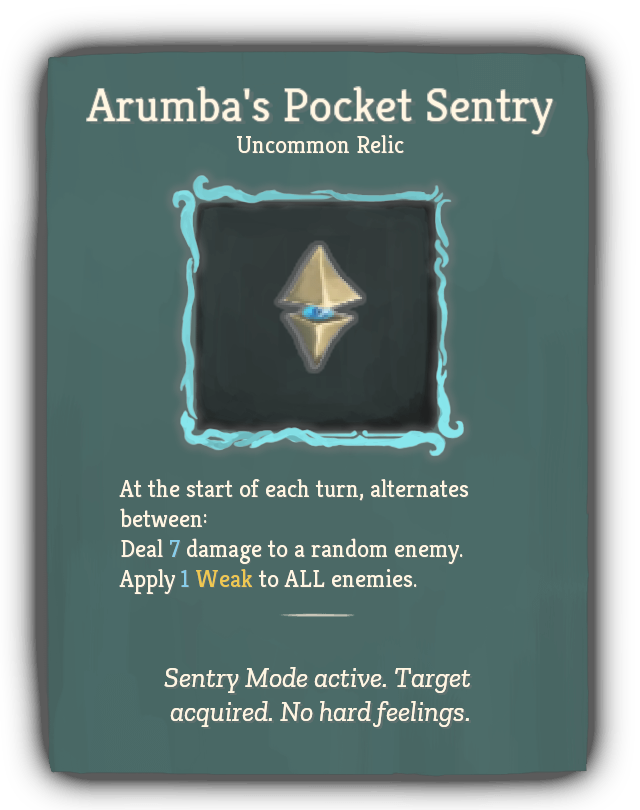 Arumba's Pocket Sentry
Uncommon Relic
At the start of each turn, alternates
between:
Deal 7 damage to a random enemy.
Apply 1 Weak to ALL enemies.
Sentry Mode active. Target
acquired. No hard feelings.